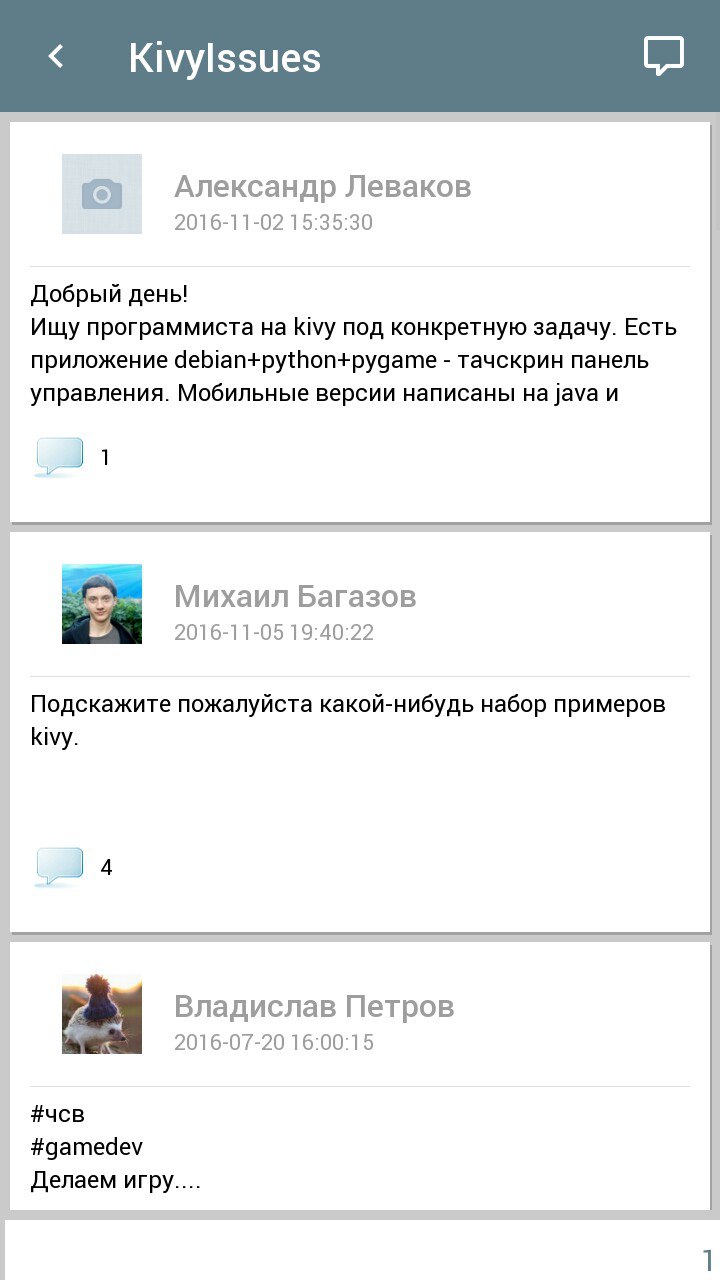 KivyIssues
Александр Леваков
2016-11-02 15:35:30
Добрый день!
Ищу программиста на kivy под конкретную задачу. Есть
приложение debian+python+pygame - тачскрин панель
управления. Мобильные версии написаны на java и
1
Михаил Багазов
2016-11-05 19:40:22
Подскажите пожалуйста какой-нибудь набор примеров
kivy.
4
Владислав Петров
2016-07-20 16:00:15
#чсв
#gamedev
Делаем игру....
1